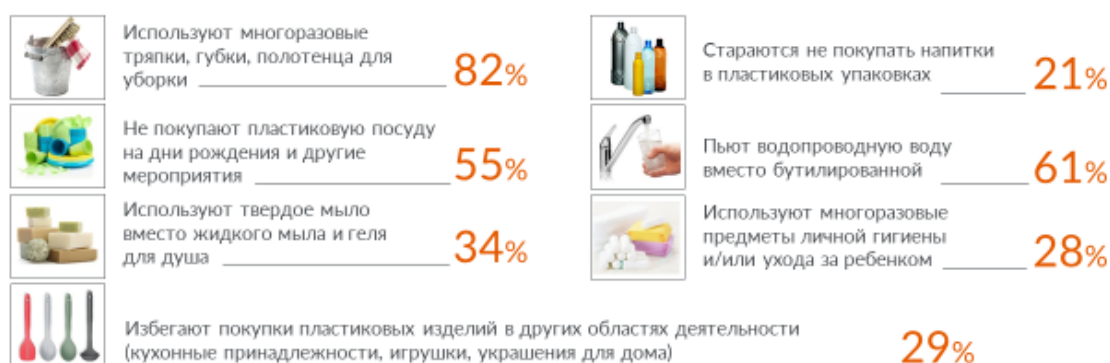 Используют многоразовые
тряпки, губки, полотенца для
уборки 82%
Не покупают пластиковую посуду
на дни рождения и другие
мероприятия 55%
Используют твердое мыло
вместо жидкого мыла и геля
для душа 34%
Стараются не покупать напитки
в пластиковых упаковках 21%
Пьют водопроводную воду
вместо бутилированной 61%
Используют многоразовые
предметы личной гигиены
и/или ухода за ребенком 28%
Избегают покупки пластиковых изделий в других областях деятельности
(кухонные принадлежности, игрушки, украшения для дома) 29%